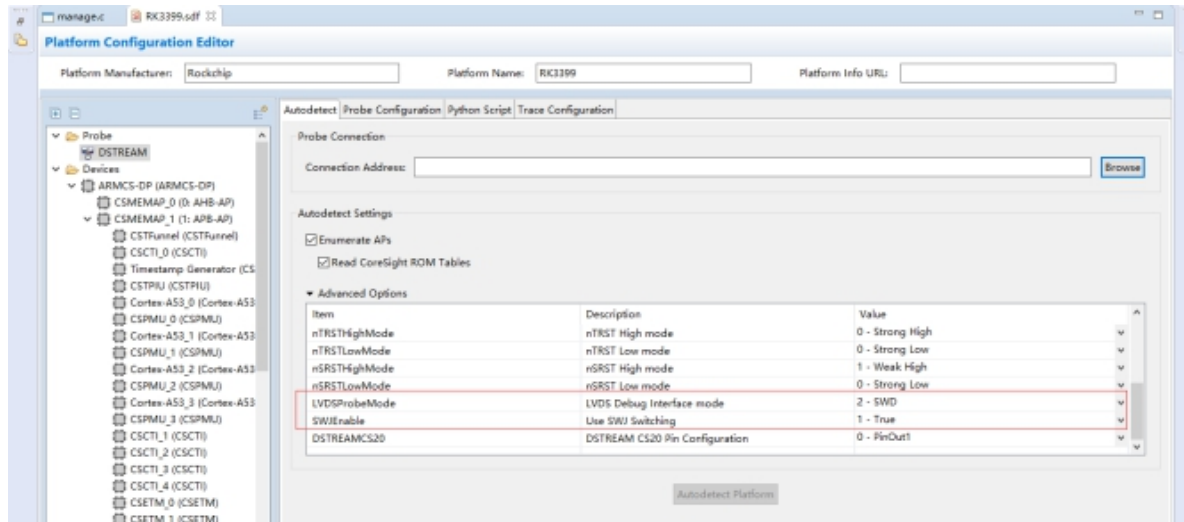 manage.c RK3399.sdf
Platform Configuration Editor
Platform Manufacturer: Rockchip Platform Name: RK3399 Platform Info URL:
Autodetect Probe Configuration Python Script Trace Configuration
Probe
DSTREAM
Devices
ARMCS-DP (ARMCS-DP)
CSMEMAP_0 (0: AHB-AP)
CSMEMAP_1 (1: APB-AP)
CSTFunnel (CSTFunnel)
CSCTI_0 (CSCTI)
Timestamp Generator (CS
CSTPIU (CSTPIU)
Cortex-A53_0 (Cortex-A53
CSPMU_0 (CSPMU)
Cortex-A53_1 (Cortex-A53
CSPMU_1 (CSPMU)
Cortex-A53_2 (Cortex-A53
CSPMU_2 (CSPMU)
Cortex-A53_3 (Cortex-A53
CSPMU_3 (CSPMU)
CSCTI_1 (CSCTI)
CSCTI_2 (CSCTI)
CSCTI_3 (CSCTI)
CSCTI_4 (CSCTI)
CSETM_0 (CSETM)
CSETM_1 (CSETM)
Probe Connection
Connection Address: Browse
Autodetect Settings
Enumerate APs
Read CoreSight ROM Tables
Advanced Options
Item Description Value
nTRSTHighMode nTRST High mode 0 - Strong High
nTRSTLowMode nTRST Low mode 0 - Strong Low
nSRSTHighMode nSRST High mode 1 - Weak High
nSRSTLowMode nSRST Low mode 0 - Strong Low
LVDSProbeMode LVDS Debug Interface mode 2 - SWD
SWJEnable Use SWJ Switching 1 - True
DSTREAMCS20 DSTREAM CS20 Pin Configuration 0 - PinOut1
Autodetect Platform